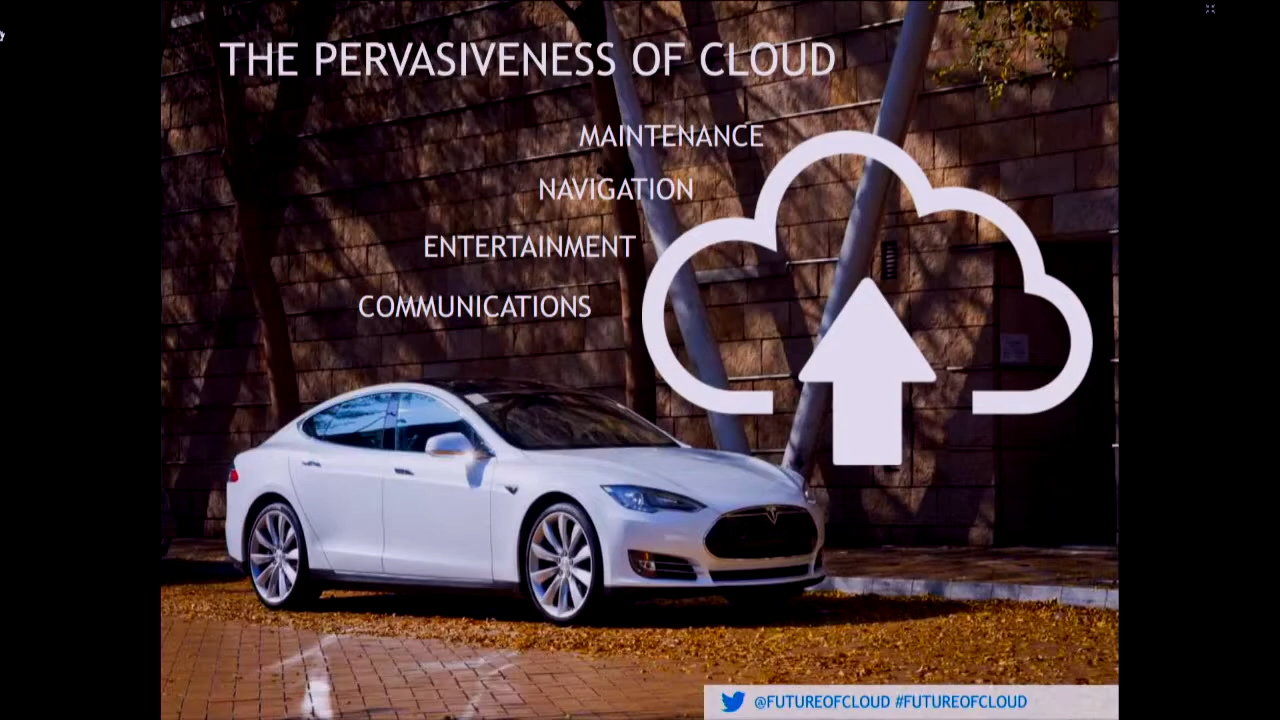 THE PERVASIVENESS OF CLOUD
MAINTENANCE
NAVIGATION
ENTERTAINMENT
COMMUNICATIONS
@FUTUREOFCLOUD #FUTUREOFCLOUD